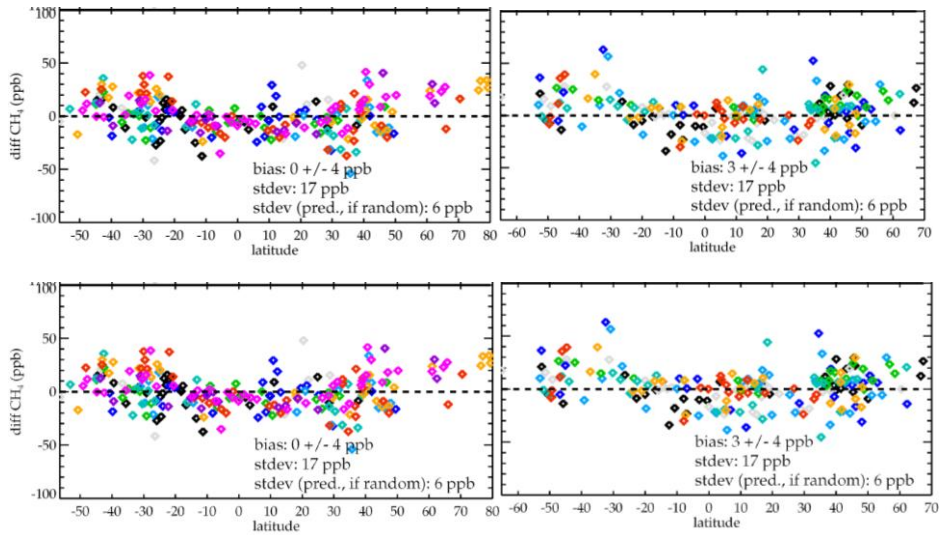 100
100
diff CH4 (ppb)
50
0
-50
-100
50
0
bias: 0 +/- 4 ppb
stdev: 17 ppb
stdev (pred., if random): 6 ppb
bias: 3 +/- 4 ppb
stdev: 17 ppb
stdev (pred., if random): 6 ppb
-50 -40 -30 -20 -10 0 10 20 30 40 50 60 70 80
latitude
-60 -50 -40 -30 -20 -10 0 10 20 30 40 50 60 70
latitude
100
diff CH4 (ppb)
50
0
-50
-100
bias: 0 +/- 4 ppb
stdev: 17 ppb
stdev (pred., if random): 6 ppb
bias: 3 +/- 4 ppb
stdev: 17 ppb
stdev (pred., if random): 6 ppb
-50 -40 -30 -20 -10 0 10 20 30 40 50 60 70 80
latitude
-60 -50 -40 -30 -20 -10 0 10 20 30 40 50 60 70
latitude